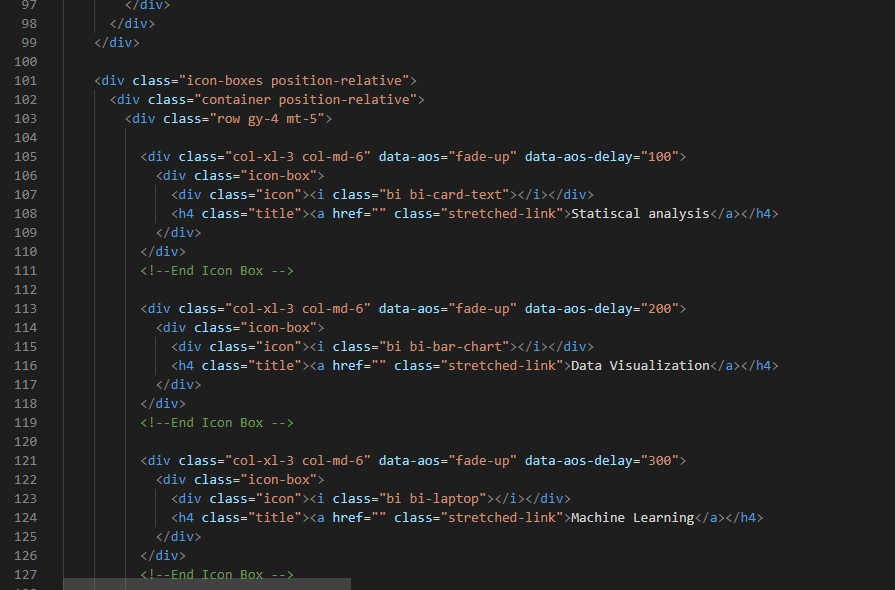 97 </div>
98 </div>
99 </div>
100
101 <div class="icon-boxes position-relative">
102 <div class="container position-relative">
103 <div class="row gy-4 mt-5">
104
105 <div class="col-xl-3 col-md-6" data-aos="fade-up" data-aos-delay="100">
106 <div class="icon-box">
107 <div class="icon"><i class="bi bi-card-text"></i></div>
108 <h4 class="title"><a href="" class="stretched-link">Statiscal analysis</a></h4>
109 </div>
110 </div>
111 <!--End Icon Box -->
112
113 <div class="col-xl-3 col-md-6" data-aos="fade-up" data-aos-delay="200">
114 <div class="icon-box">
115 <div class="icon"><i class="bi bi-bar-chart"></i></div>
116 <h4 class="title"><a href="" class="stretched-link">Data Visualization</a></h4>
117 </div>
118 </div>
119 <!--End Icon Box -->
120
121 <div class="col-xl-3 col-md-6" data-aos="fade-up" data-aos-delay="300">
122 <div class="icon-box">
123 <div class="icon"><i class="bi bi-laptop"></i></div>
124 <h4 class="title"><a href="" class="stretched-link">Machine Learning</a></h4>
125 </div>
126 </div>
127 <!--End Icon Box -->